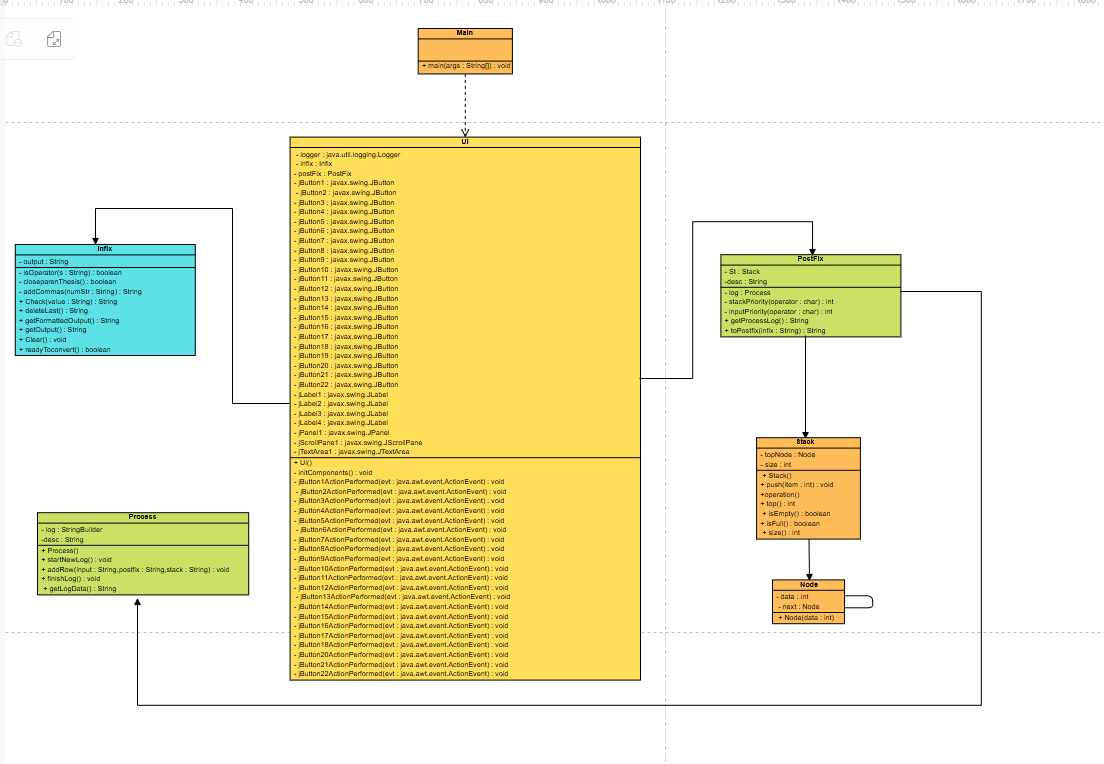 Main
+ main(args : String[]) : void
UI
- logger : java.util.logging.Logger
- infix : Infix
- postFix : PostFix
- jButton1 : javax.swing.JButton
- jButton2 : javax.swing.JButton
- jButton3 : javax.swing.JButton
- jButton4 : javax.swing.JButton
- jButton5 : javax.swing.JButton
- jButton6 : javax.swing.JButton
- jButton7 : javax.swing.JButton
- jButton8 : javax.swing.JButton
- jButton9 : javax.swing.JButton
- jButton10 : javax.swing.JButton
- jButton11 : javax.swing.JButton
- jButton12 : javax.swing.JButton
- jButton13 : javax.swing.JButton
- jButton14 : javax.swing.JButton
- jButton15 : javax.swing.JButton
- jButton16 : javax.swing.JButton
- jButton17 : javax.swing.JButton
- jButton18 : javax.swing.JButton
- jButton19 : javax.swing.JButton
- jButton20 : javax.swing.JButton
- jButton21 : javax.swing.JButton
- jButton22 : javax.swing.JButton
- jLabel1 : javax.swing.JLabel
- jLabel2 : javax.swing.JLabel
- jLabel3 : javax.swing.JLabel
- jLabel4 : javax.swing.JLabel
- jPanel1 : javax.swing.JPanel
- jScrollPane1 : javax.swing.JScrollPane
- jTextArea1 : javax.swing.JTextArea
+ UI()
- initComponents() : void
- jButton1ActionPerformed(evt : java.awt.event.ActionEvent) : void
- jButton2ActionPerformed(evt : java.awt.event.ActionEvent) : void
- jButton3ActionPerformed(evt : java.awt.event.ActionEvent) : void
- jButton4ActionPerformed(evt : java.awt.event.ActionEvent) : void
- jButton5ActionPerformed(evt : java.awt.event.ActionEvent) : void
- jButton6ActionPerformed(evt : java.awt.event.ActionEvent) : void
- jButton7ActionPerformed(evt : java.awt.event.ActionEvent) : void
- jButton8ActionPerformed(evt : java.awt.event.ActionEvent) : void
- jButton9ActionPerformed(evt : java.awt.event.ActionEvent) : void
- jButton10ActionPerformed(evt : java.awt.event.ActionEvent) : void
- jButton11ActionPerformed(evt : java.awt.event.ActionEvent) : void
- jButton12ActionPerformed(evt : java.awt.event.ActionEvent) : void
- jButton13ActionPerformed(evt : java.awt.event.ActionEvent) : void
- jButton14ActionPerformed(evt : java.awt.event.ActionEvent) : void
- jButton15ActionPerformed(evt : java.awt.event.ActionEvent) : void
- jButton16ActionPerformed(evt : java.awt.event.ActionEvent) : void
- jButton17ActionPerformed(evt : java.awt.event.ActionEvent) : void
- jButton18ActionPerformed(evt : java.awt.event.ActionEvent) : void
- jButton20ActionPerformed(evt : java.awt.event.ActionEvent) : void
- jButton21ActionPerformed(evt : java.awt.event.ActionEvent) : void
- jButton22ActionPerformed(evt : java.awt.event.ActionEvent) : void
Infix
- output : String
- isOperator(s : String) : boolean
- closeparenThesis() : boolean
- addCommas(numStr : String) : String
+ Check(value : String) : String
+ deleteLast() : String
+ getFormattedOutput() : String
+ getOutput() : String
+ Clear() : void
+ readyToconvert() : boolean
PostFix
- St : Stack
-desc : String
- log : Process
- stackPriority(operator : char) : int
- inputPriority(operator : char) : int
+ getProcessLog() : String
+ toPostfix(infix : String) : String
Stack
- topNode : Node
- size : int
+ Stack()
+ push(item : int) : void
+operation()
+ top() : int
+ isEmpty() : boolean
+ isFull() : boolean
+ size() : int
Process
- log : StringBuilder
-desc : String
+ Process()
+ startNewLog() : void
+ addRow(input : String,postfix : String,stack : String) : void
+ finishLog() : void
+ getLogData() : String
Node
- data : int
- next : Node
+ Node(data : int)